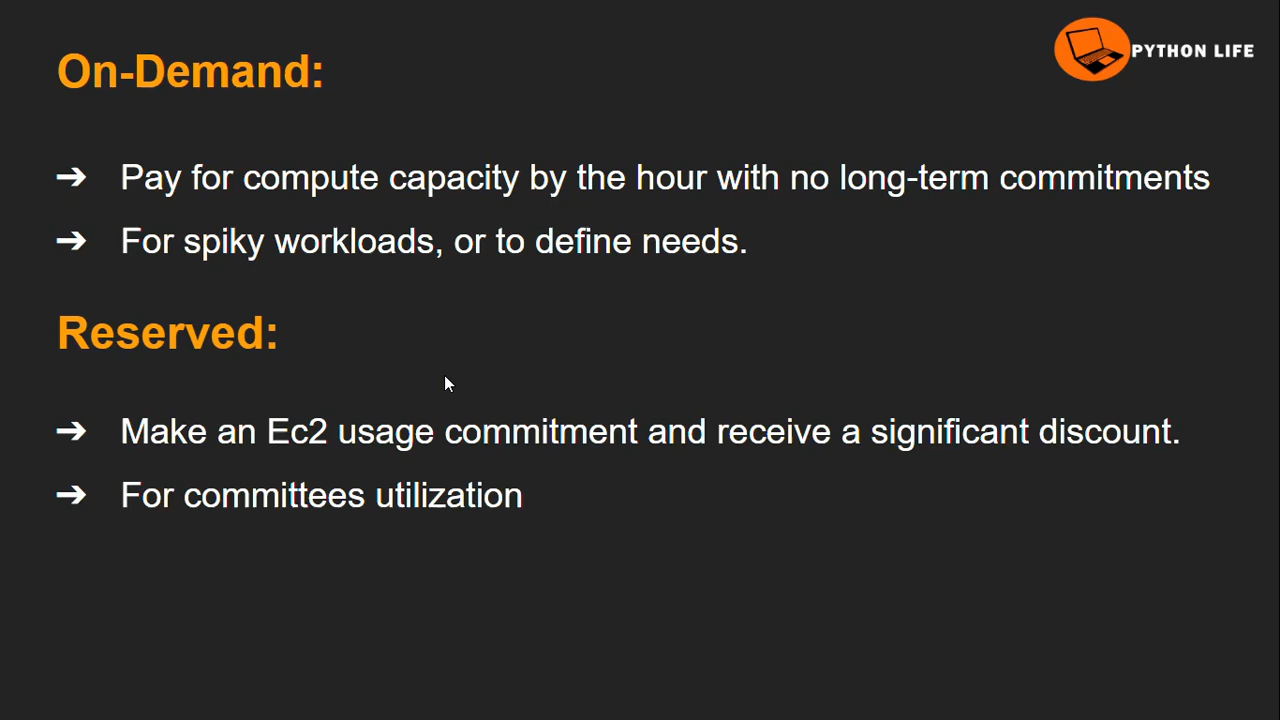 PYTHON LIFE
On-Demand:
➔ Pay for compute capacity by the hour with no long-term commitments
➔ For spiky workloads, or to define needs.
Reserved:
➔ Make an Ec2 usage commitment and receive a significant discount.
➔ For committees utilization